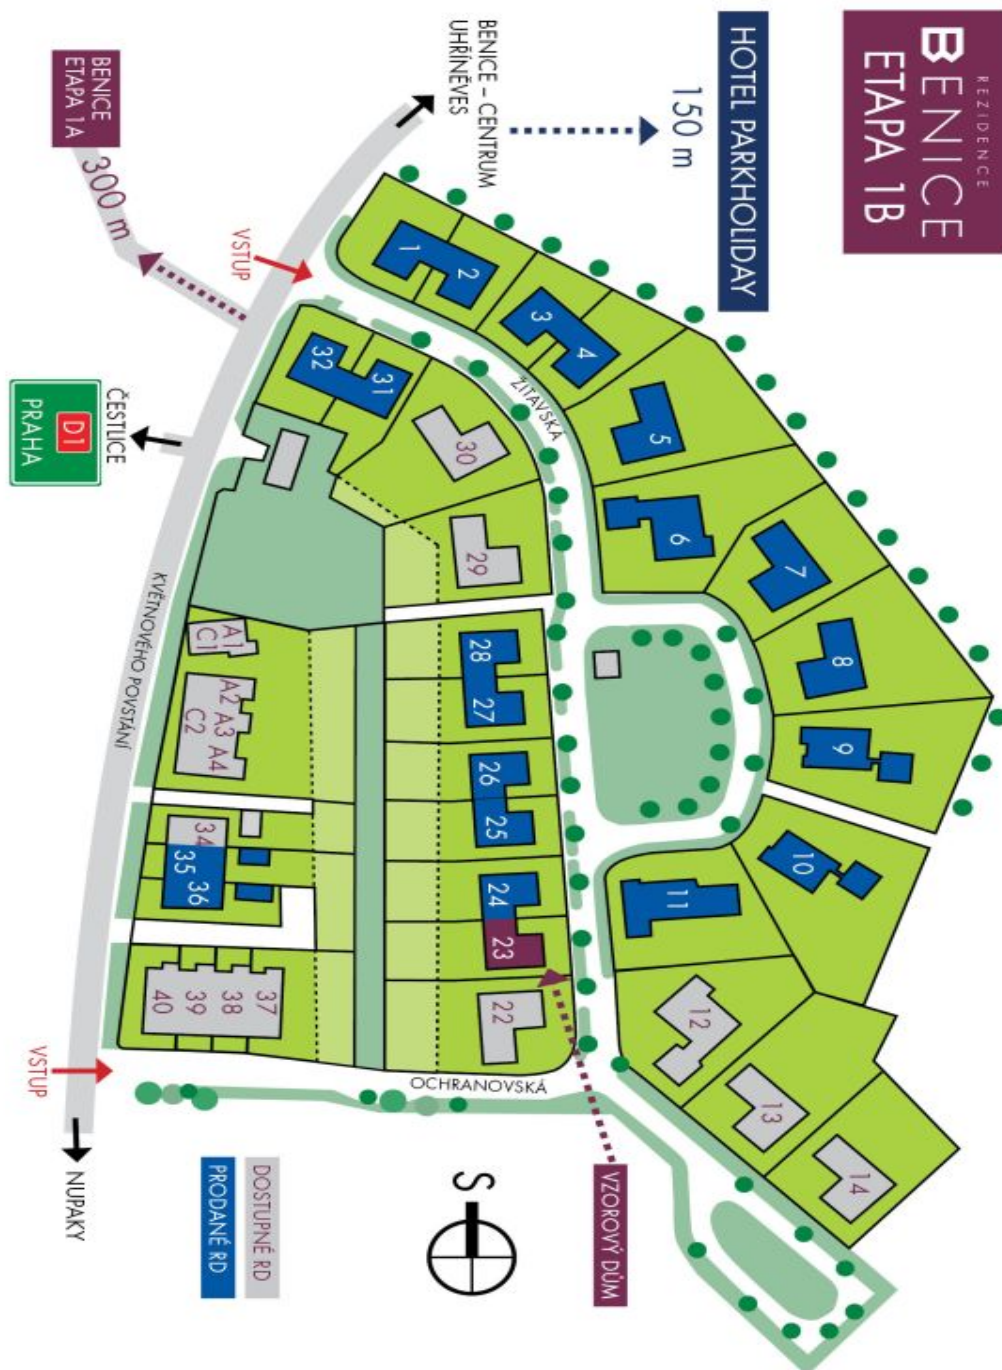 REZIDENCE
BENICE
ETAPA 1B
HOTEL PARKHOLIDAY
150 m
BENICE – CENTRUM
UHŘÍNĚVES
BENICE
ETAPA 1A
300 m
VSTUP
ČESTLICE
D1
PRAHA
KVĚTNOVÉHO POVSTÁNÍ
ŽITAVSKÁ
1
2
3
4
5
6
7
8
9
10
11
12
13
14
22
23
24
25
26
27
28
29
30
31
32
A1
C1
A2 A3 A4
C2
34
35
36
37
38
39
40
OCHRANOVSKÁ
VSTUP
NUPAKY
VZOROVÝ DŮM
S
DOSTUPNÉ RD
PRODANÉ RD